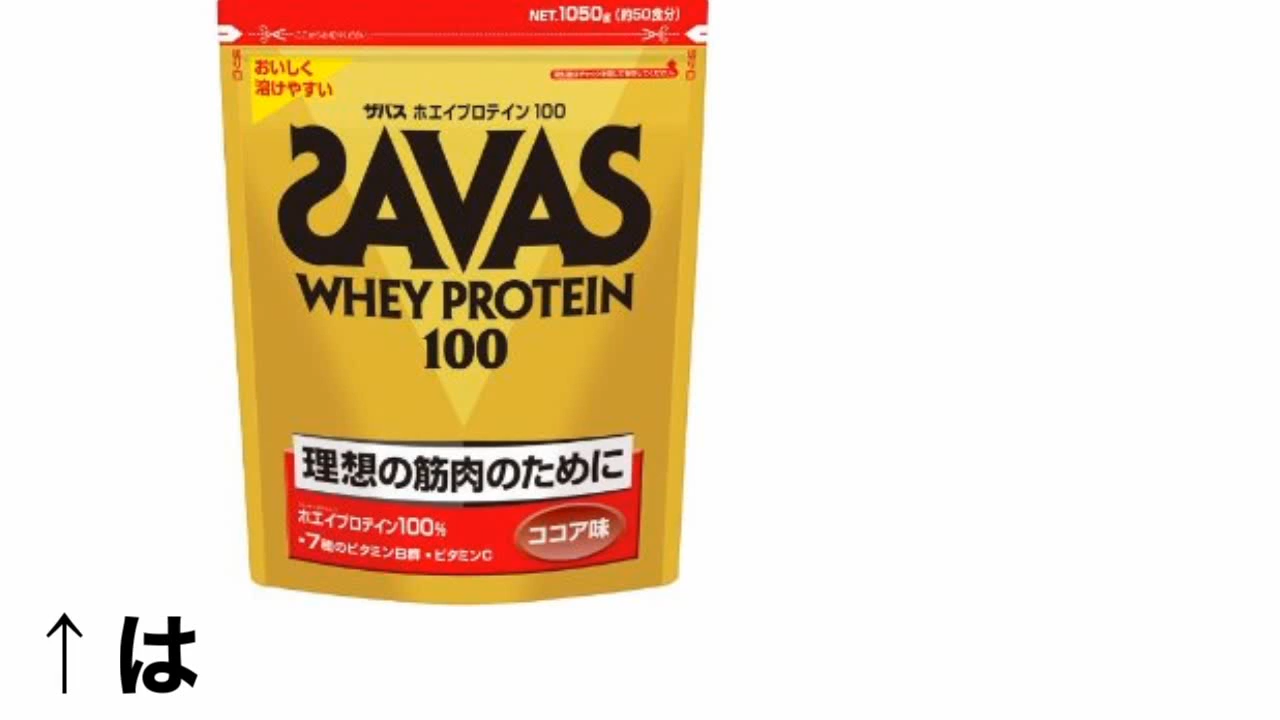 NET.1050g(約50食分)
おいしく
溶けやすい
ザバス ホエイプロテイン100
SAVAS
WHEY PROTEIN
100
理想の筋肉のために
ホエイプロテイン100%
・7種のビタミンB群・ビタミンC
ココア味
↑は